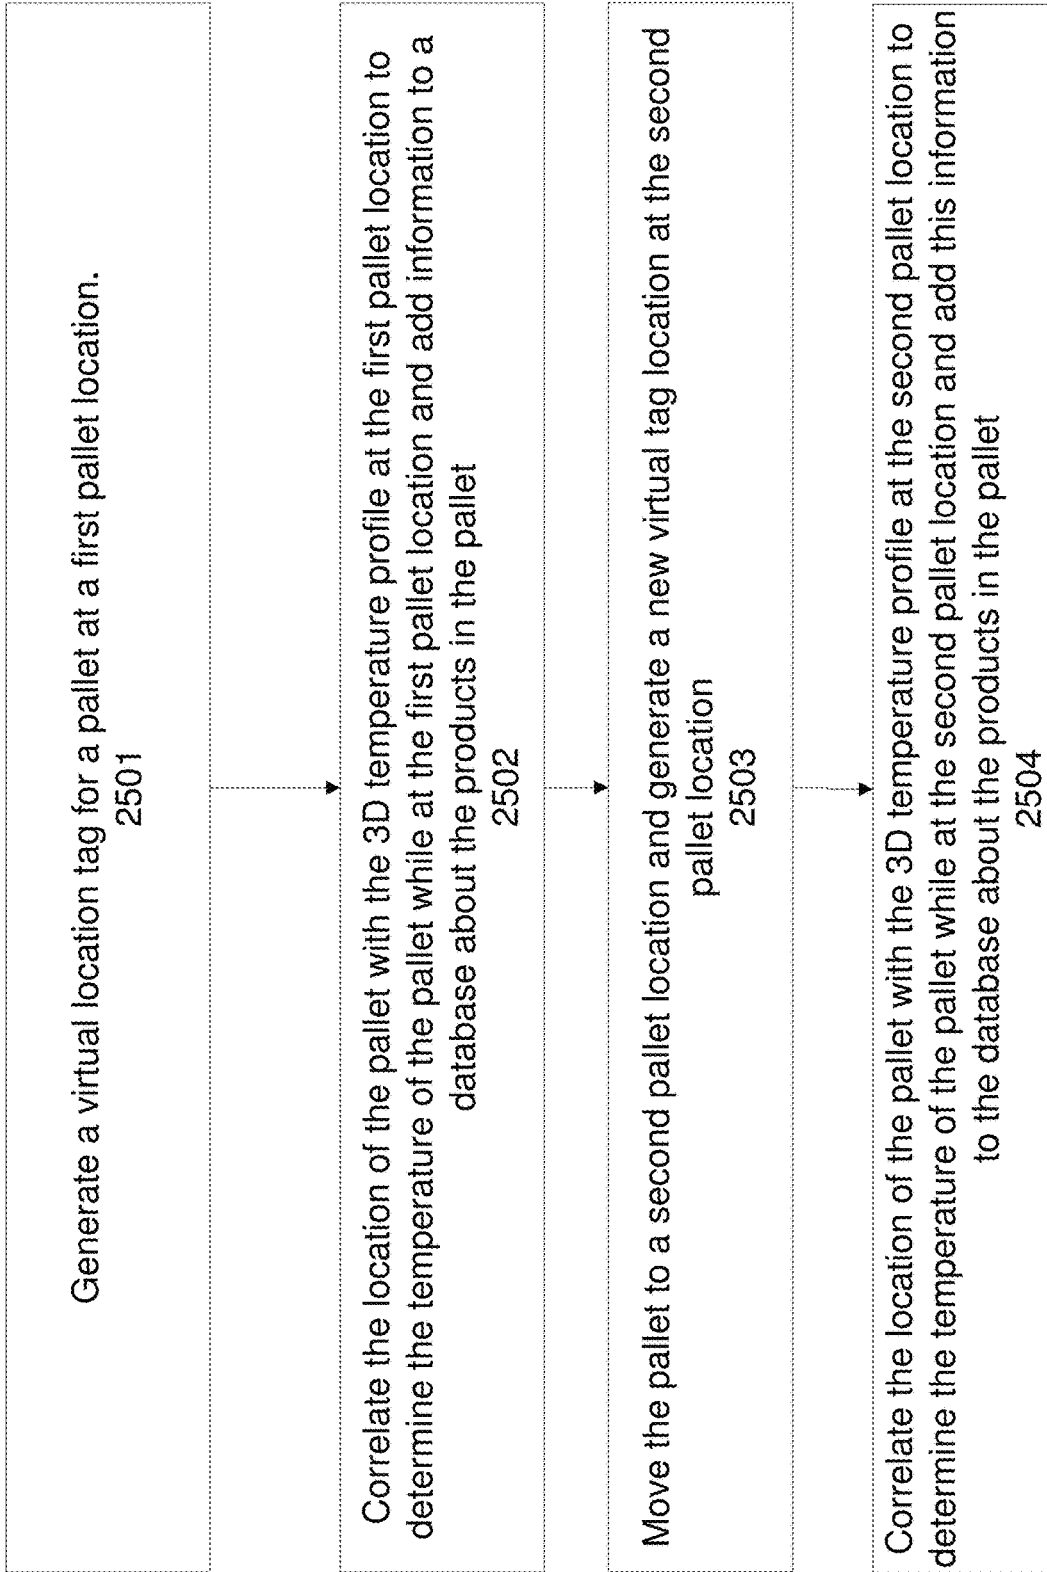 Generate a virtual location tag for a pallet at a first pallet location.
2501
Correlate the location of the pallet with the 3D temperature profile at the first pallet location to
determine the temperature of the pallet while at the first pallet location and add information to a
database about the products in the pallet
2502
Move the pallet to a second pallet location and generate a new virtual tag location at the second
pallet location
2503
Correlate the location of the pallet with the 3D temperature profile at the second pallet location to
determine the temperature of the pallet while at the second pallet location and add this information
to the database about the products in the pallet
2504